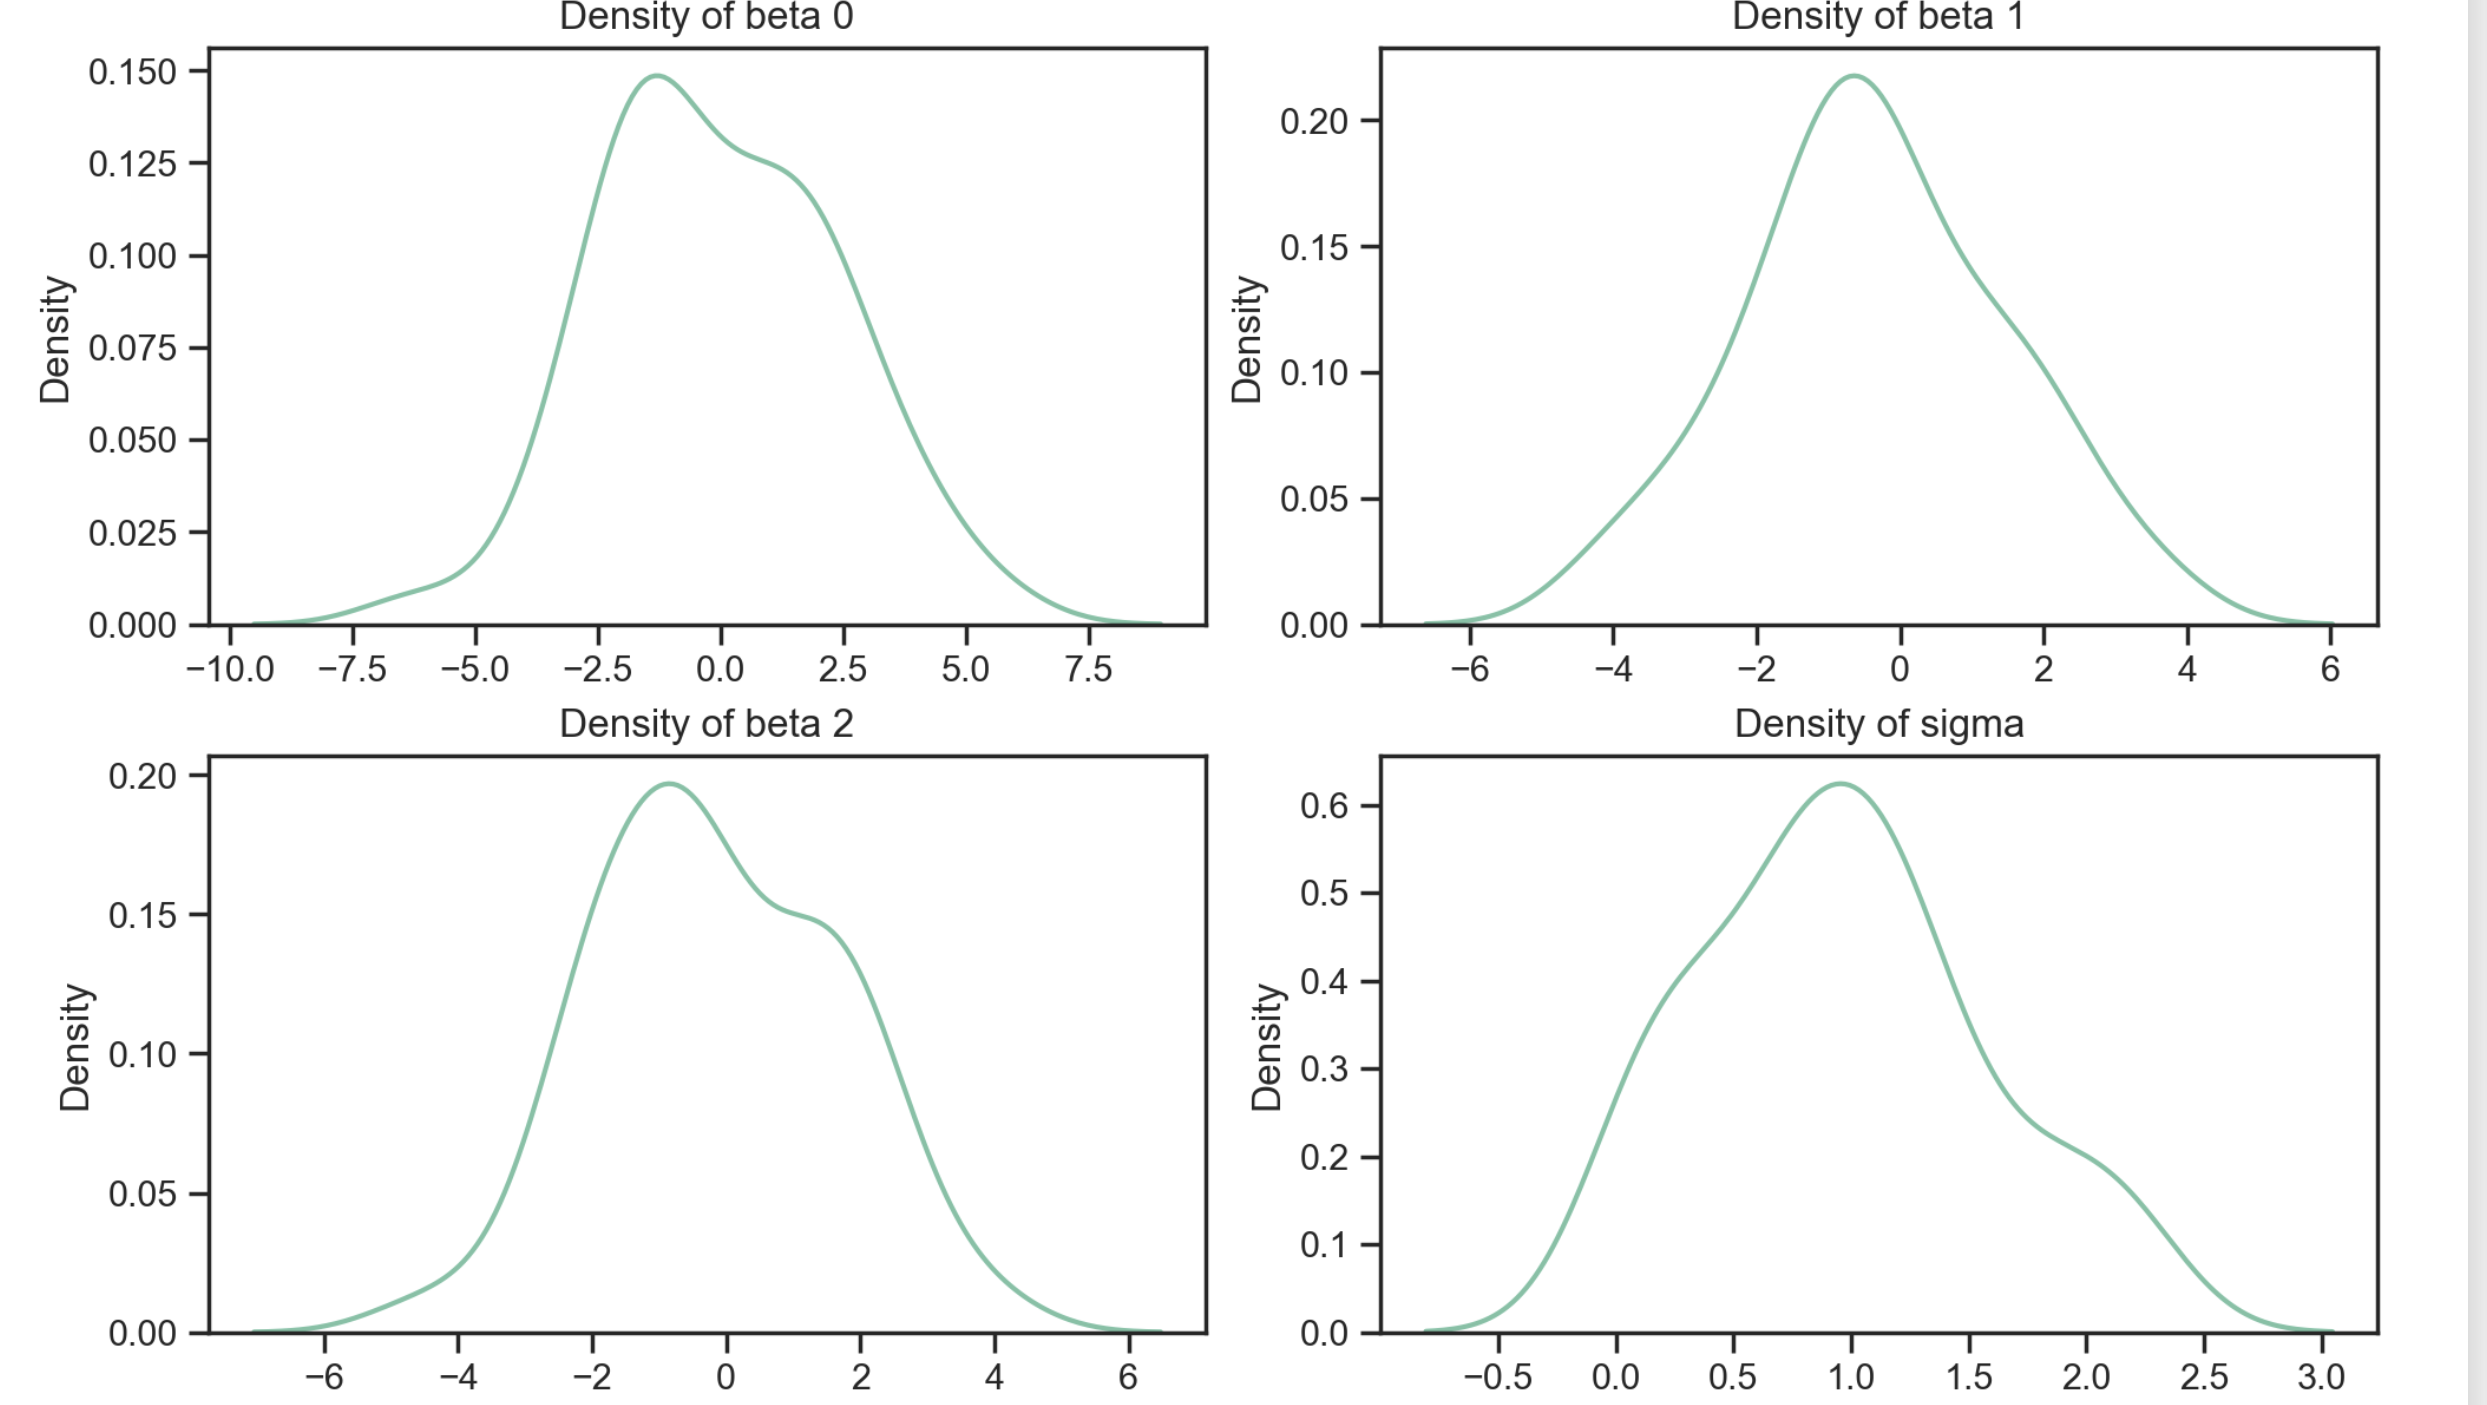 Density of beta 0
Density
0.150
0.125
0.100
0.075
0.050
0.025
0.000
−10.0 −7.5 −5.0 −2.5 0.0 2.5 5.0 7.5
Density of beta 1
Density
0.20
0.15
0.10
0.05
0.00
−6 −4 −2 0 2 4 6
Density of beta 2
Density
0.20
0.15
0.10
0.05
0.00
−6 −4 −2 0 2 4 6
Density of sigma
Density
0.6
0.5
0.4
0.3
0.2
0.1
0.0
−0.5 0.0 0.5 1.0 1.5 2.0 2.5 3.0